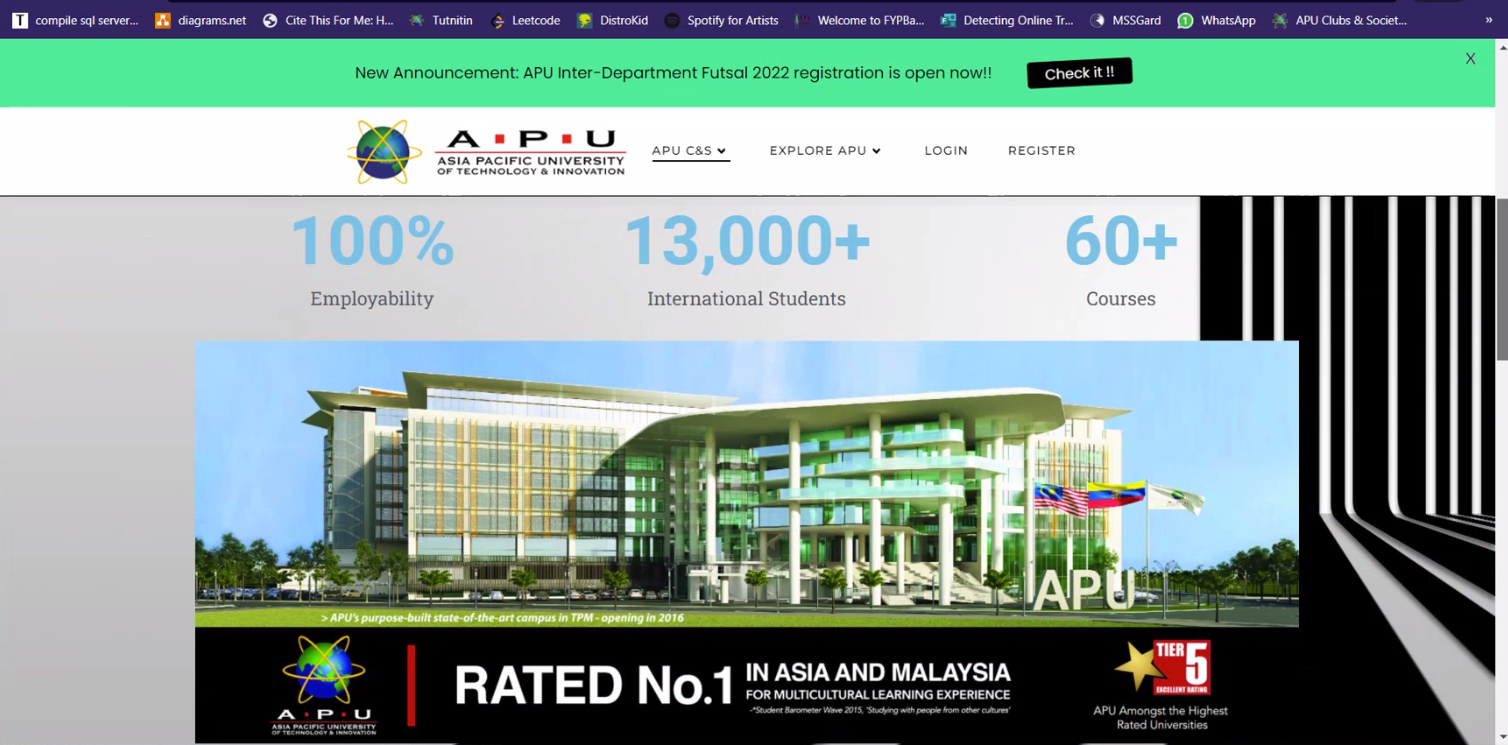 T compile sql server... diagrams.net Cite This For Me: H... Tutnitin Leetcode DistroKid Spotify for Artists Welcome to FYPBa... Detecting Online Tr... MSSGard 1 WhatsApp APU Clubs & Societ... »
New Announcement: APU Inter-Department Futsal 2022 registration is open now!! Check it !! X
A.P.U
ASIA PACIFIC UNIVERSITY
OF TECHNOLOGY & INNOVATION
APU C&S EXPLORE APU LOGIN REGISTER
100% 13,000+ 60+
Employability International Students Courses
APU
> APU's purpose-built state-of-the-art campus in TPM - opening in 2016
A.P.U
ASIA PACIFIC UNIVERSITY
OF TECHNOLOGY & INNOVATION
RATED No.1 IN ASIA AND MALAYSIA
FOR MULTICULTURAL LEARNING EXPERIENCE
-*Student Barometer Wave 2015, 'Studying with people from other cultures'
TIER 5
EXCELLENT RATING
APU Amongst the Highest
Rated Universities